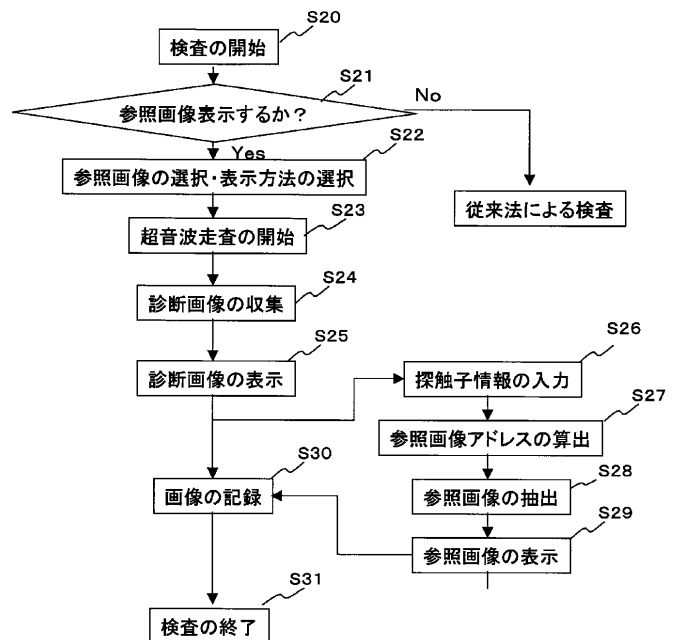 S20
検査の開始
S21
参照画像表示するか？
No
Yes
S22
参照画像の選択・表示方法の選択
従来法による検査
S23
超音波走査の開始
S24
診断画像の収集
S25
診断画像の表示
S26
探触子情報の入力
S27
参照画像アドレスの算出
S28
参照画像の抽出
S29
参照画像の表示
S30
画像の記録
S31
検査の終了